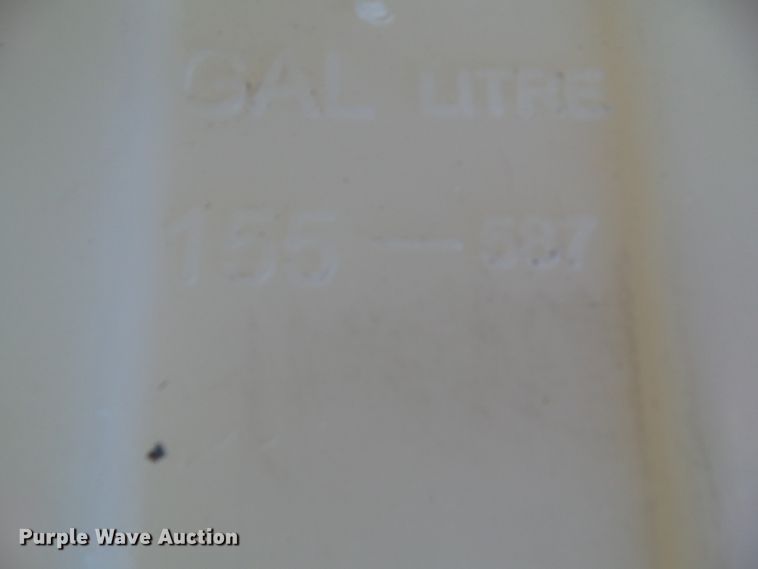 GAL LITRE
155 — 587
Purple Wave Auction